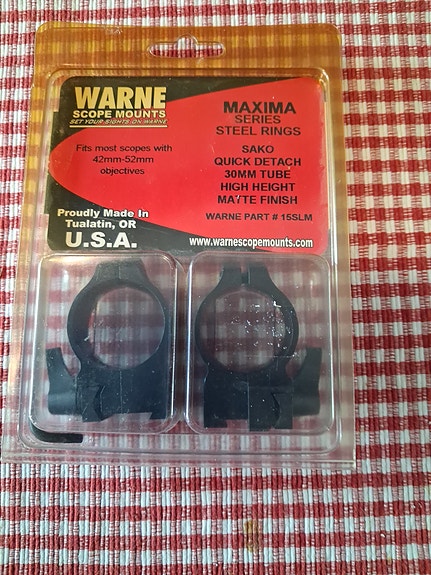 WARNE
SCOPE MOUNTS
SET YOUR SIGHTS ON WARNE
Fits most scopes with
42mm-52mm
objectives
Proudly Made In
Tualatin, OR
U.S.A.
MAXIMA
SERIES
STEEL RINGS
SAKO
QUICK DETACH
30MM TUBE
HIGH HEIGHT
MATTE FINISH
WARNE PART # 15SLM
www.warnescopemounts.com